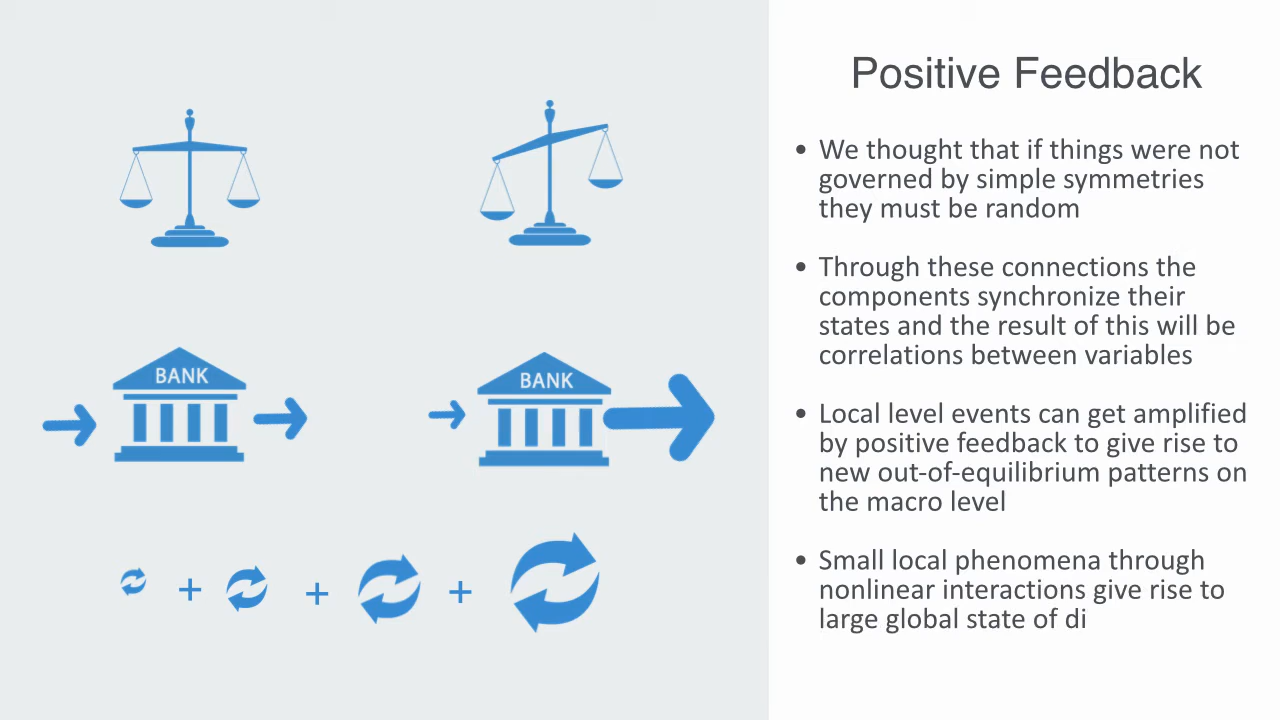 Positive Feedback
• We thought that if things were not
governed by simple symmetries
they must be random
• Through these connections the
components synchronize their
states and the result of this will be
correlations between variables
• Local level events can get amplified
by positive feedback to give rise to
new out-of-equilibrium patterns on
the macro level
• Small local phenomena through
nonlinear interactions give rise to
large global state of di
BANK
BANK
+ + +